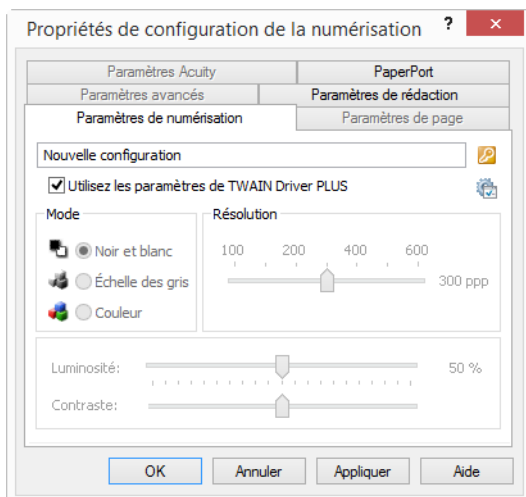 Propriétés de configuration de la numérisation ? ×
Paramètres Acuity PaperPort
Paramètres avancés Paramètres de rédaction
Paramètres de numérisation Paramètres de page
Nouvelle configuration
Utilisez les paramètres de TWAIN Driver PLUS
Mode Résolution
Noir et blanc 100 200 400 600
Échelle des gris 300 ppp
Couleur
Luminosité: 50 %
Contraste:
OK Annuler Appliquer Aide